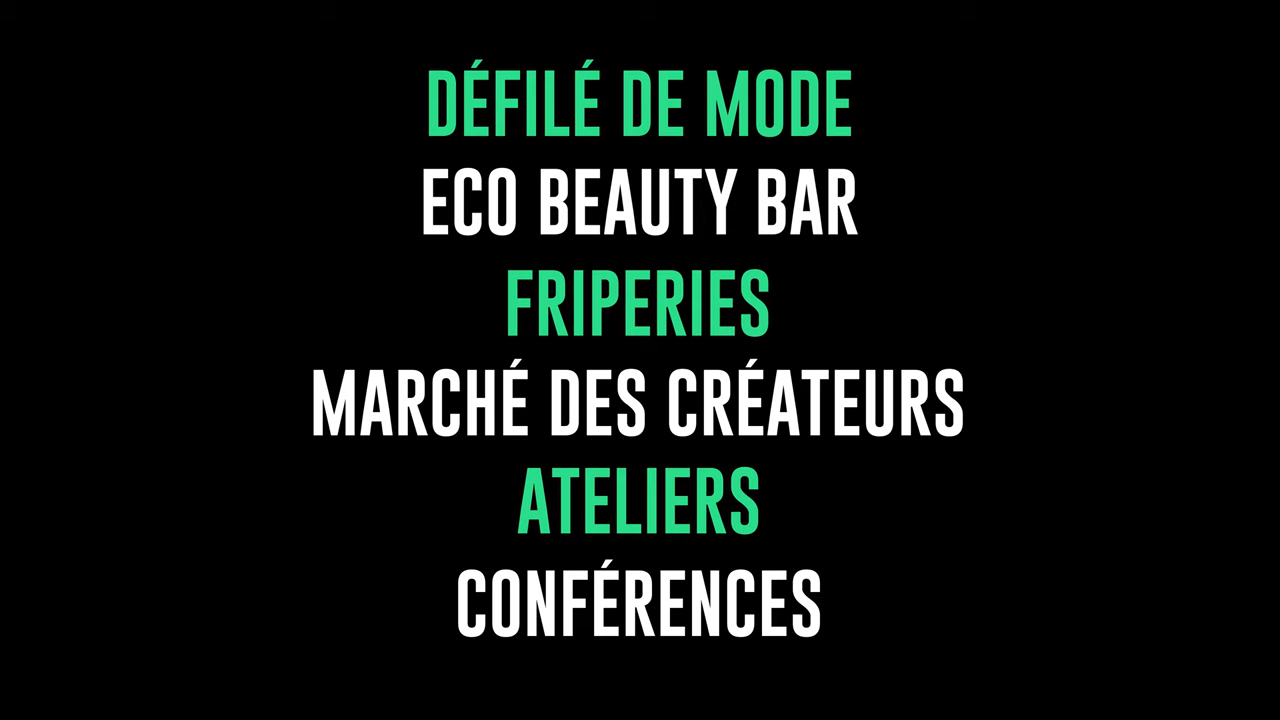 DÉFILÉ DE MODE
ECO BEAUTY BAR
FRIPERIES
MARCHÉ DES CRÉATEURS
ATELIERS
CONFÉRENCES